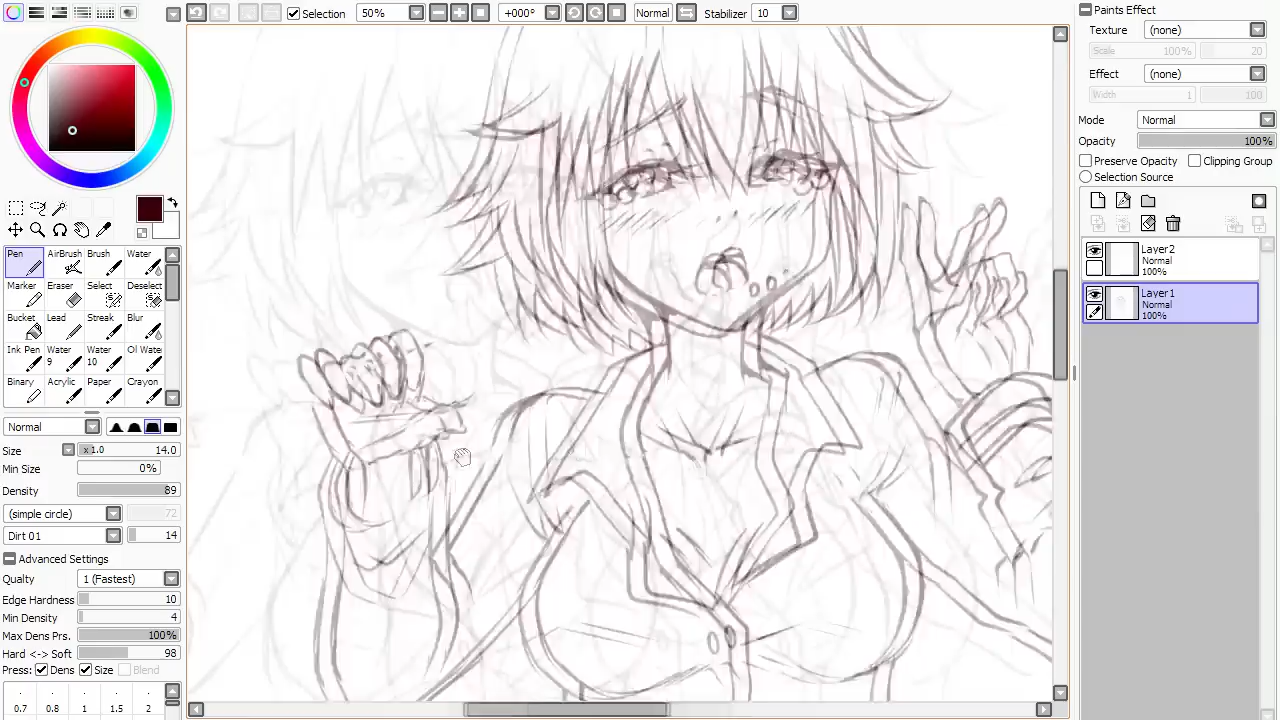 Selection 50% +000° Normal Stabilizer 10
Pen AirBrush Brush Water
Marker Eraser Select Deselect
Bucket Lead Streak Blur
Ink Pen Water 9 Water 10 Oil Water
Binary Acrylic Paper Crayon
Normal
Size x1.0 14.0
Min Size 0%
Density 89
(simple circle) 72
Dirt 01 14
Advanced Settings
Quality 1 (Fastest)
Edge Hardness 10
Min Density 4
Max Dens Prs. 100%
Hard <-> Soft 98
Press: Dens Size Blend
0.7 0.8 1 1.5 2
Paints Effect
Texture (none)
Scale 100% 20
Effect (none)
Width 1 100
Mode Normal
Opacity 100%
Preserve Opacity Clipping Group
Selection Source
Layer2
Normal
100%
Layer1
Normal
100%